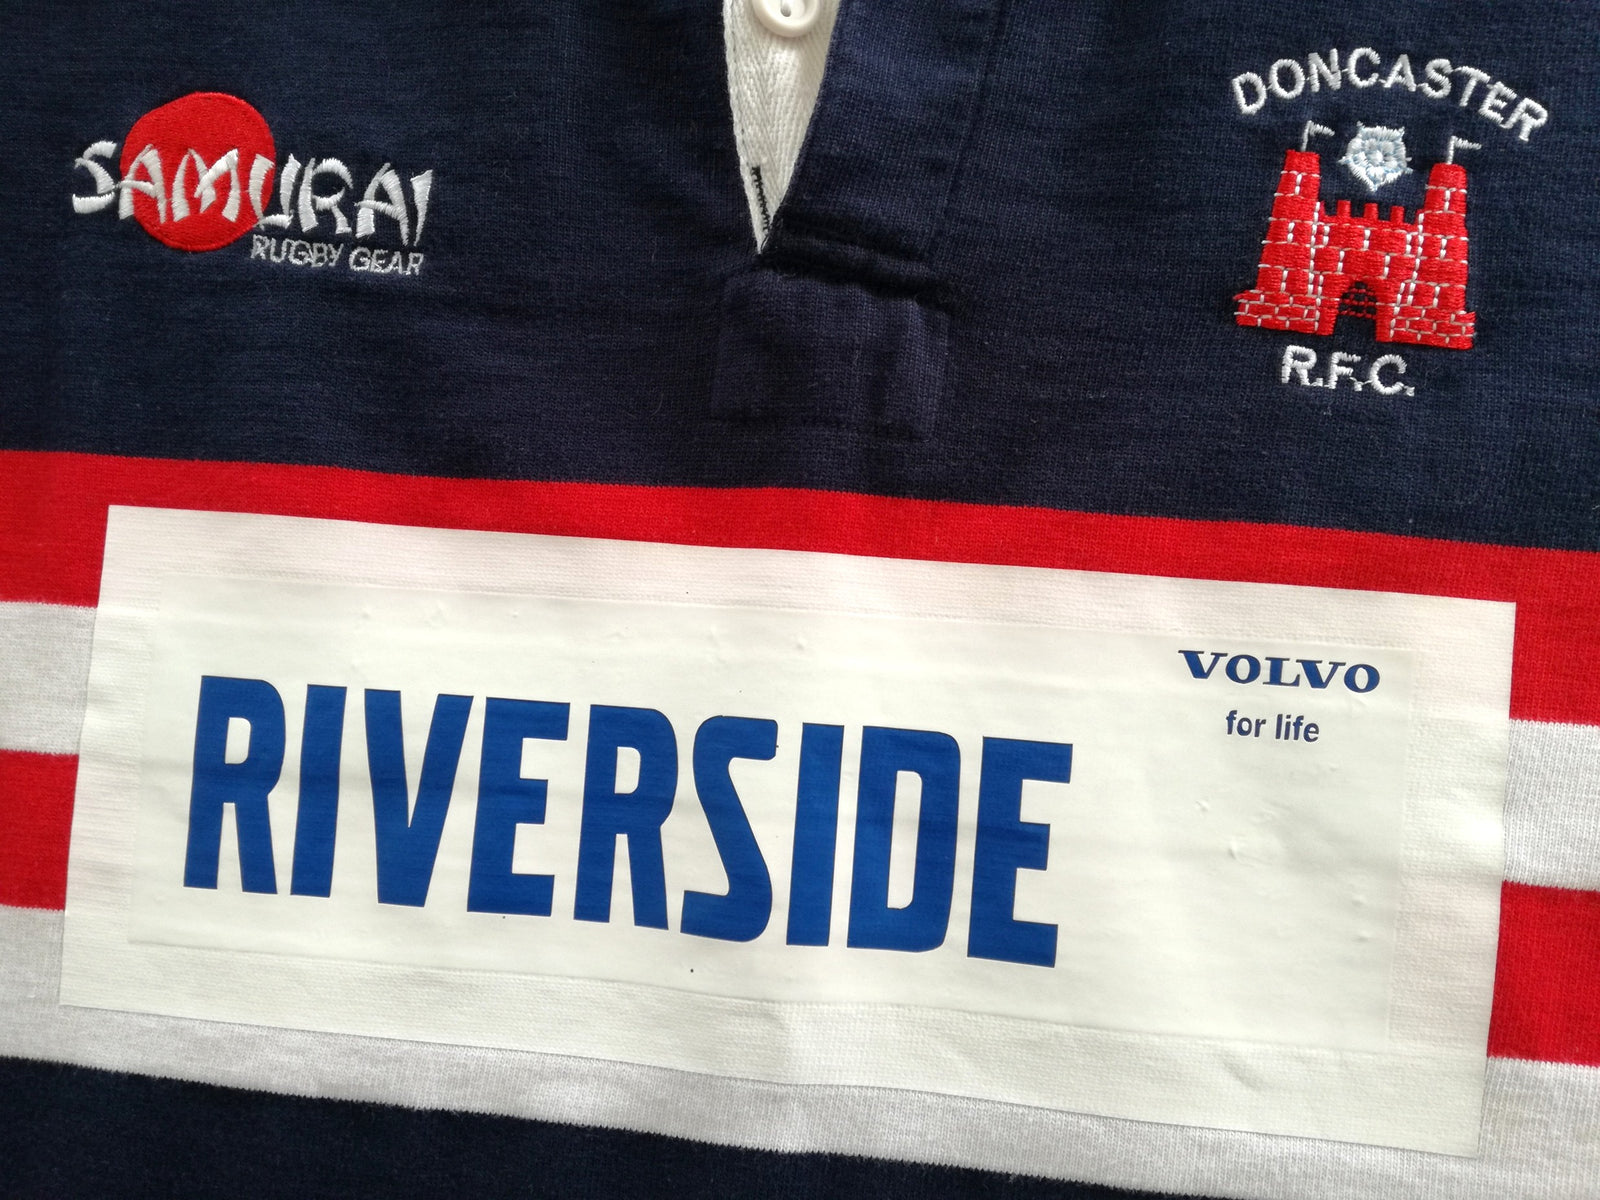 SAMURAI
RUGBY GEAR
DONCASTER
R.F.C.
VOLVO
for life
RIVERSIDE